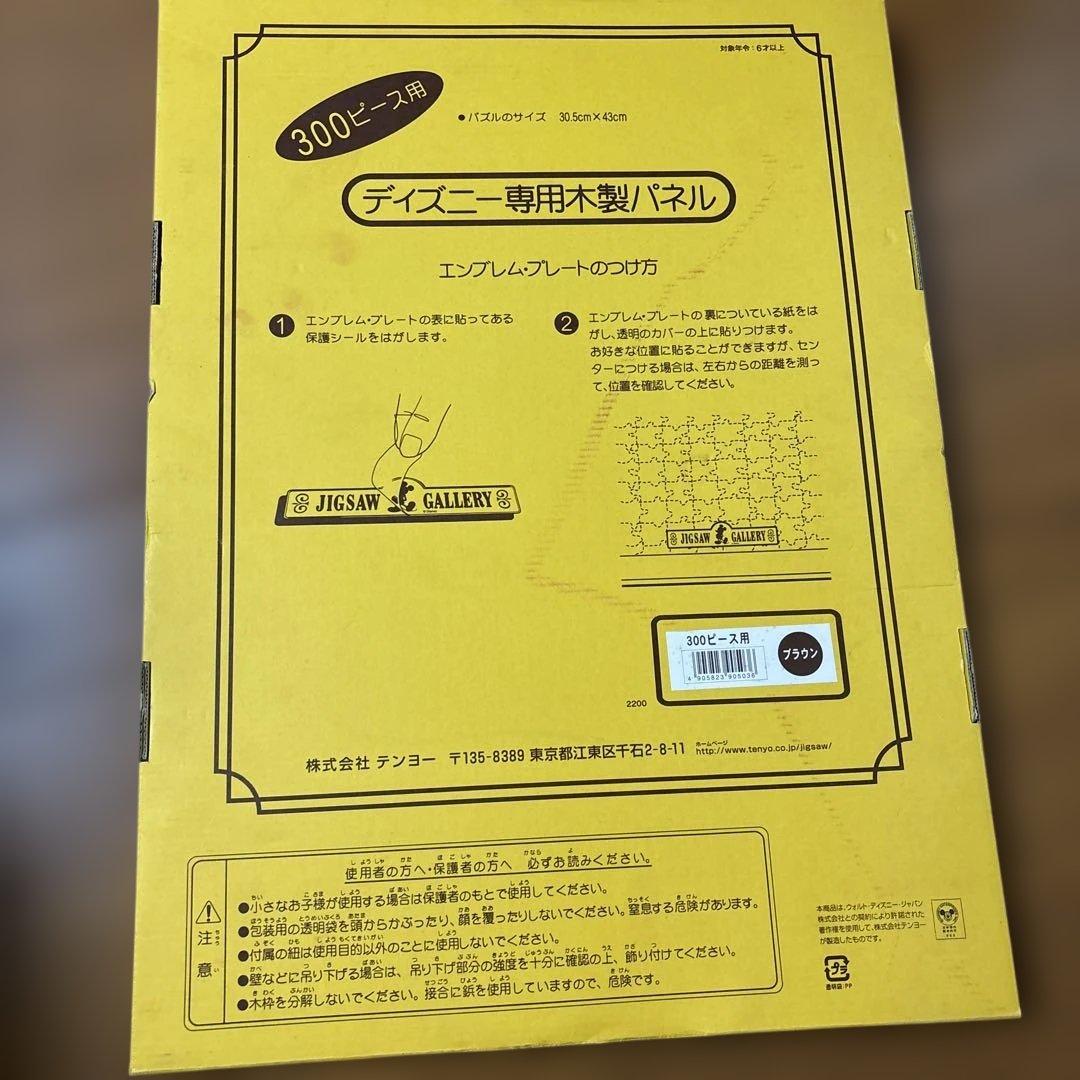 対象年令：6才以上
300ピース用
●パズルのサイズ 30.5cm×43cm
ディズニー専用木製パネル
エンブレム・プレートのつけ方
1 エンブレム・プレートの表に貼ってある
保護シールをはがします。
2 エンブレム・プレートの裏についている紙をは
がし、透明のカバーの上に貼りつけます。
お好きな位置に貼ることができますが、セン
ターにつける場合は、左右からの距離を測っ
て、位置を確認してください。
JIGSAW GALLERY
JIGSAW GALLERY
300ピース用
ブラウン
4 905823 905036
2200
株式会社 テンヨー 〒135-8389 東京都江東区千石2-8-11 ホームページ http://www.tenyo.co.jp/jigsaw/
注意
使用者の方へ・保護者の方へ 必ずお読みください。
●小さなお子様が使用する場合は保護者のもとで使用してください。
●包装用の透明袋を頭からかぶったり、顔を覆ったりしないでください。窒息する危険があります。
●付属の紐は使用目的以外のことに使用しないでください。
●壁などに吊り下げる場合は、吊り下げ部分の強度を十分に確認の上、飾り付けてください。
●木枠を分解しないでください。接合に鋲を使用していますので、危険です。
本商品は、ウォルト・ディズニー・ジャパン
株式会社との契約により許諾された
著作権を使用して、株式会社テンヨー
が製造したものです。
プラ
透明袋：PP